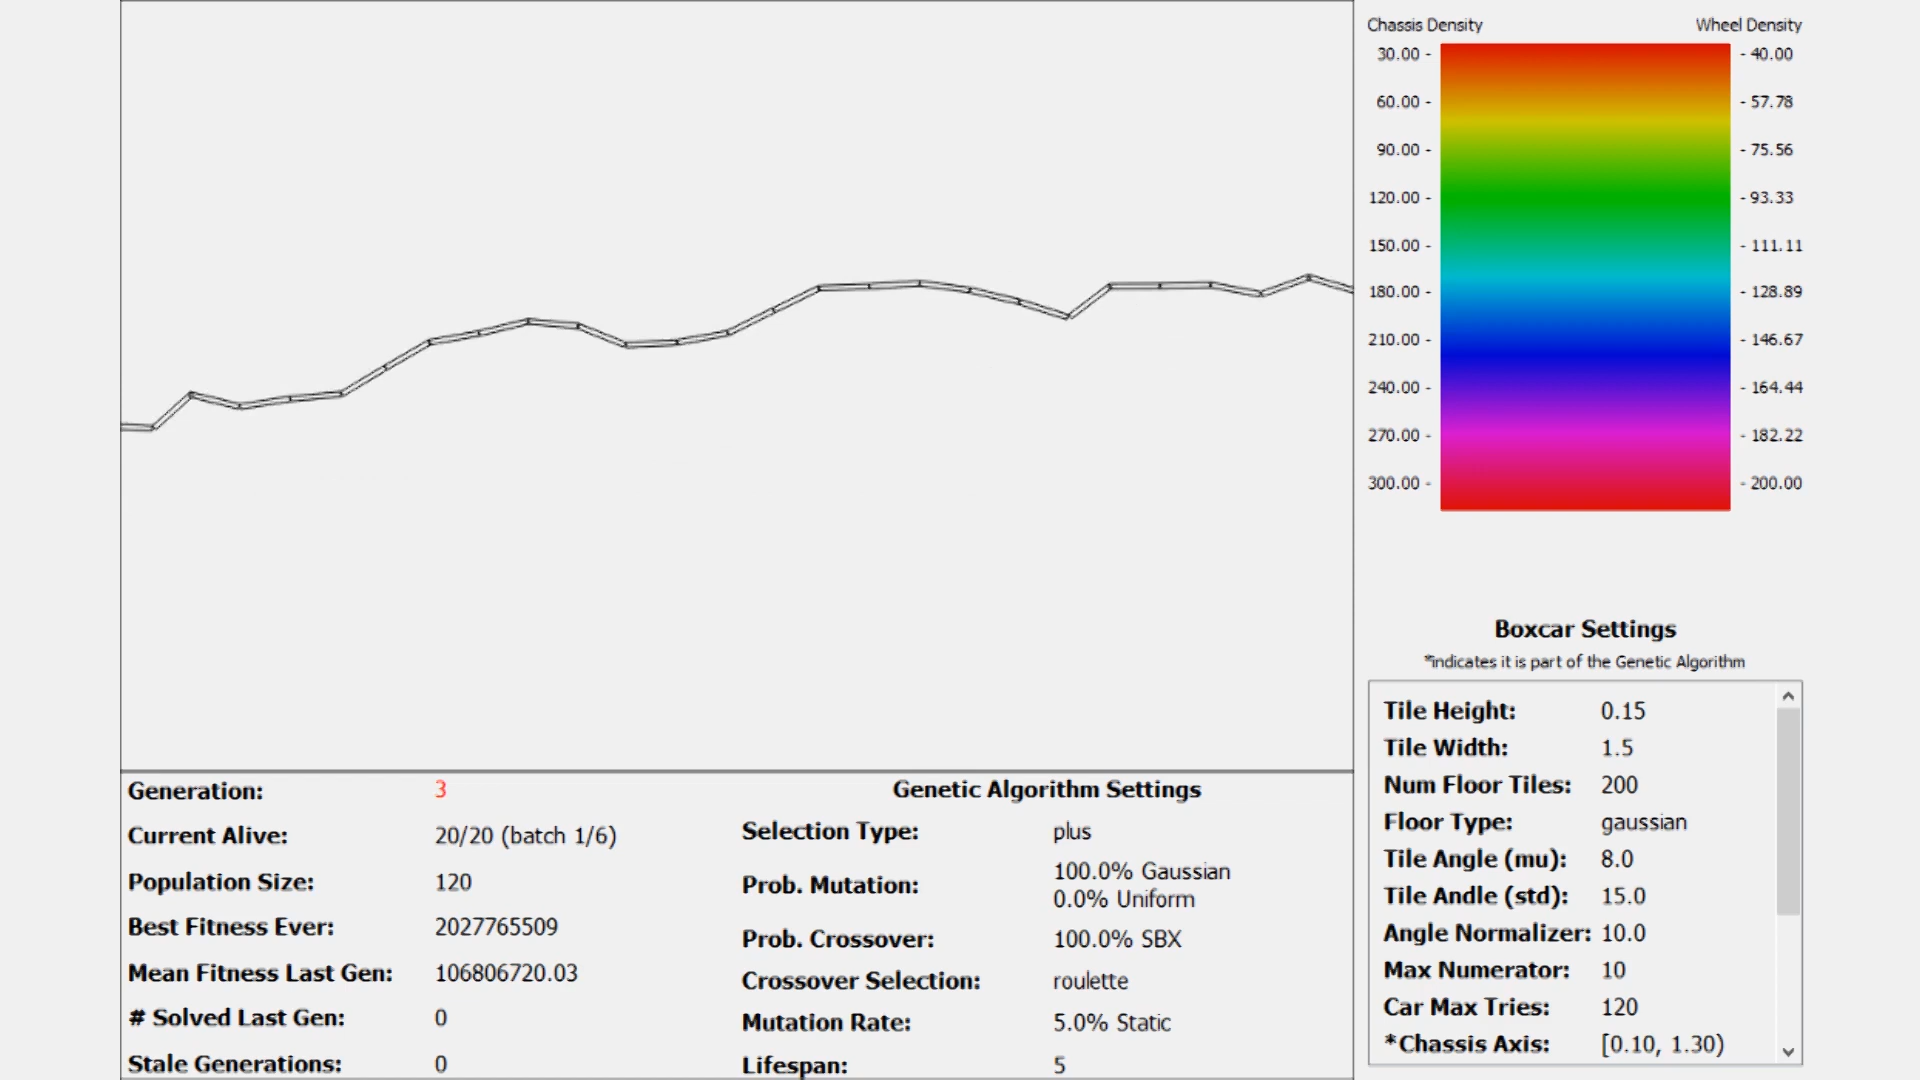 Chassis Density Wheel Density
30.00 - - 40.00
60.00 - - 57.78
90.00 - - 75.56
120.00 - - 93.33
150.00 - - 111.11
180.00 - - 128.89
210.00 - - 146.67
240.00 - - 164.44
270.00 - - 182.22
300.00 - - 200.00
Boxcar Settings
*indicates it is part of the Genetic Algorithm
Tile Height: 0.15
Tile Width: 1.5
Num Floor Tiles: 200
Floor Type: gaussian
Tile Angle (mu): 8.0
Tile Andle (std): 15.0
Angle Normalizer: 10.0
Max Numerator: 10
Car Max Tries: 120
*Chassis Axis: [0.10, 1.30)
Generation: 3
Current Alive: 20/20 (batch 1/6)
Population Size: 120
Best Fitness Ever: 2027765509
Mean Fitness Last Gen: 106806720.03
# Solved Last Gen: 0
Stale Generations: 0
Genetic Algorithm Settings
Selection Type: plus
Prob. Mutation: 100.0% Gaussian
0.0% Uniform
Prob. Crossover: 100.0% SBX
Crossover Selection: roulette
Mutation Rate: 5.0% Static
Lifespan: 5